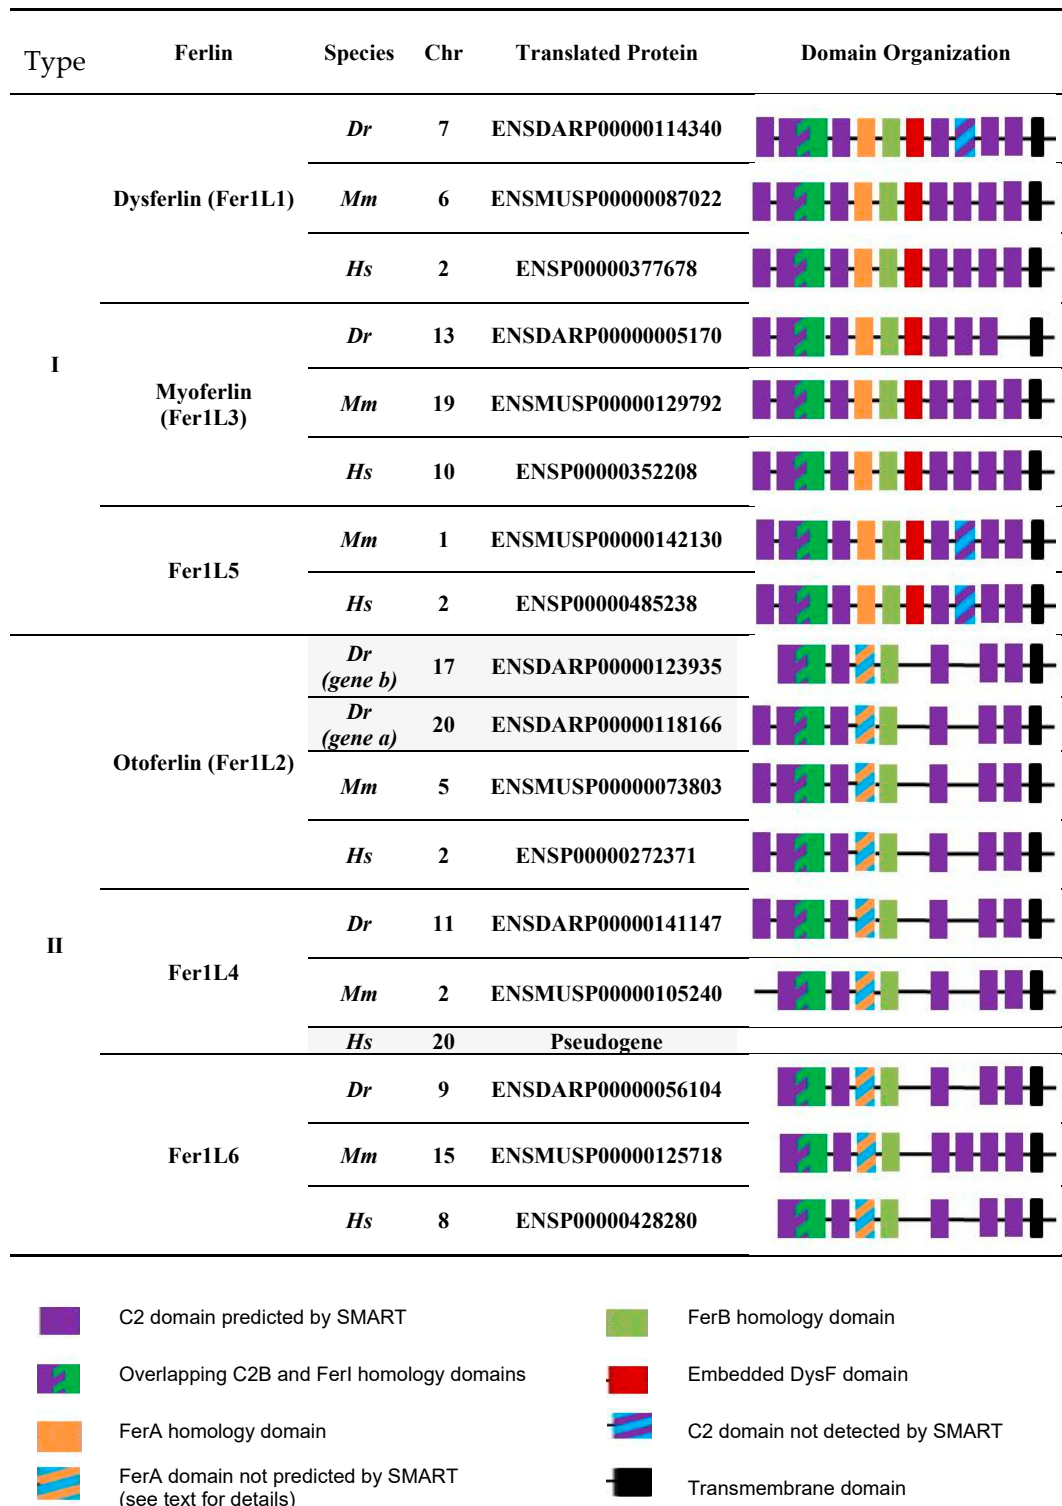 Type Ferlin Species Chr Translated Protein Domain Organization
Dr 7 ENSDARP00000114340
Dysferlin (Fer1L1) Mm 6 ENSMUSP00000087022
Hs 2 ENSP00000377678
Dr 13 ENSDARP00000005170
I
Myoferlin
(Fer1L3)
Mm 19 ENSMUSP00000129792
Hs 10 ENSP00000352208
Mm 1 ENSMUSP00000142130
Fer1L5
Hs 2 ENSP00000485238
Dr
(gene b)
17 ENSDARP00000123935
Dr
(gene a)
20 ENSDARP00000118166
Otoferlin (Fer1L2)
Mm 5 ENSMUSP00000073803
Hs 2 ENSP00000272371
Dr 11 ENSDARP00000141147
II
Fer1L4
Mm 2 ENSMUSP00000105240
Hs 20 Pseudogene
Dr 9 ENSDARP00000056104
Fer1L6 Mm 15 ENSMUSP00000125718
Hs 8 ENSP00000428280
C2 domain predicted by SMART
Overlapping C2B and FerI homology domains
FerA homology domain
FerA domain not predicted by SMART
(see text for details)
FerB homology domain
Embedded DysF domain
C2 domain not detected by SMART
Transmembrane domain